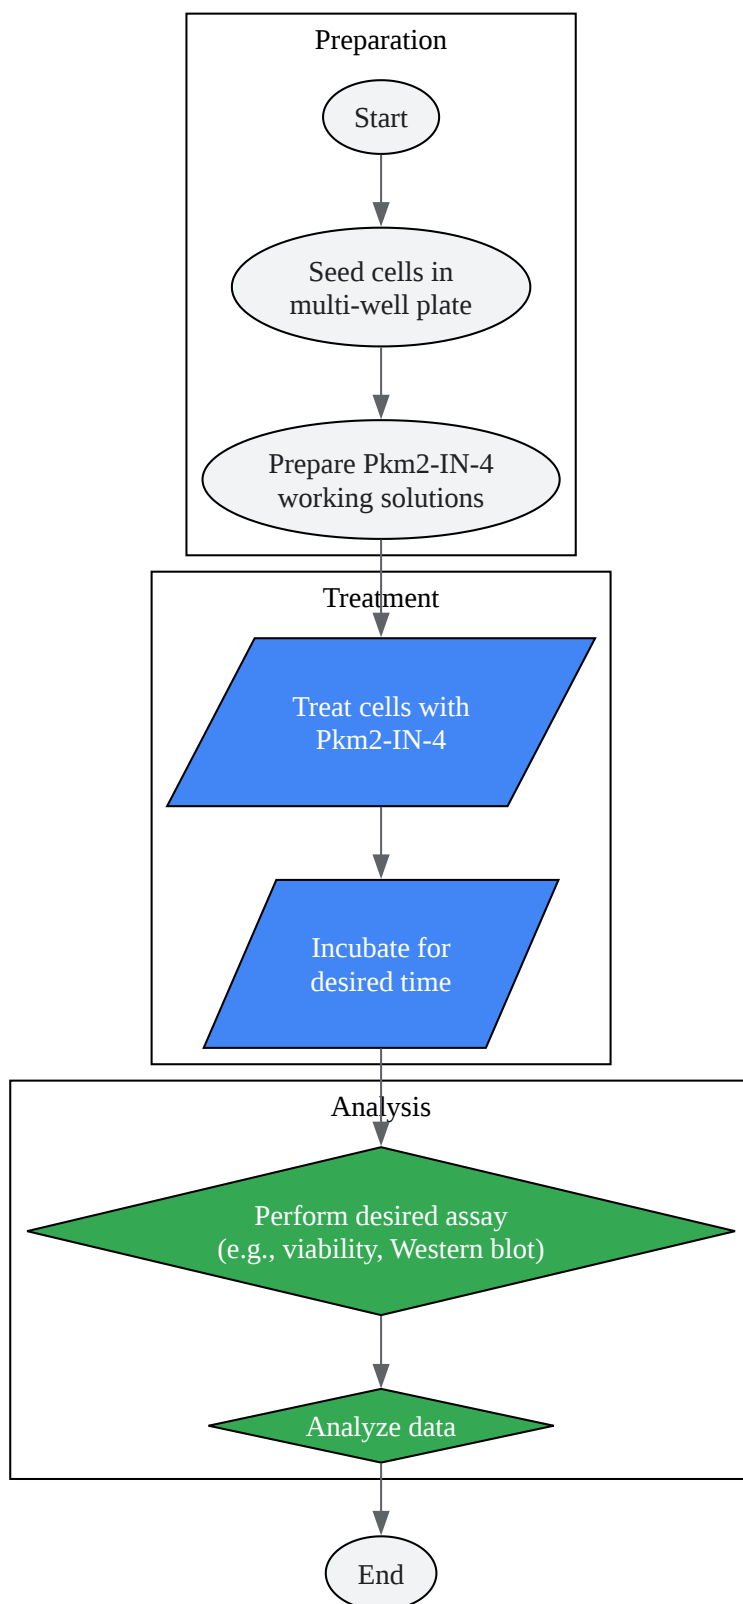 Preparation
Start
Seed cells in
multi-well plate
Prepare Pkm2-IN-4
working solutions
Treatment
Treat cells with
Pkm2-IN-4
Incubate for
desired time
Analysis
Perform desired assay
(e.g., viability, Western blot)
Analyze data
End